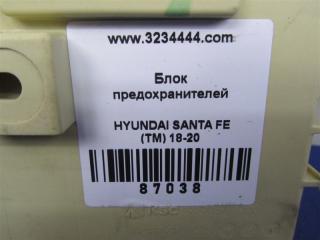 www.3234444.com
Блок
предохранителей
HYUNDAI SANTA FE
(TM) 18-20
87038